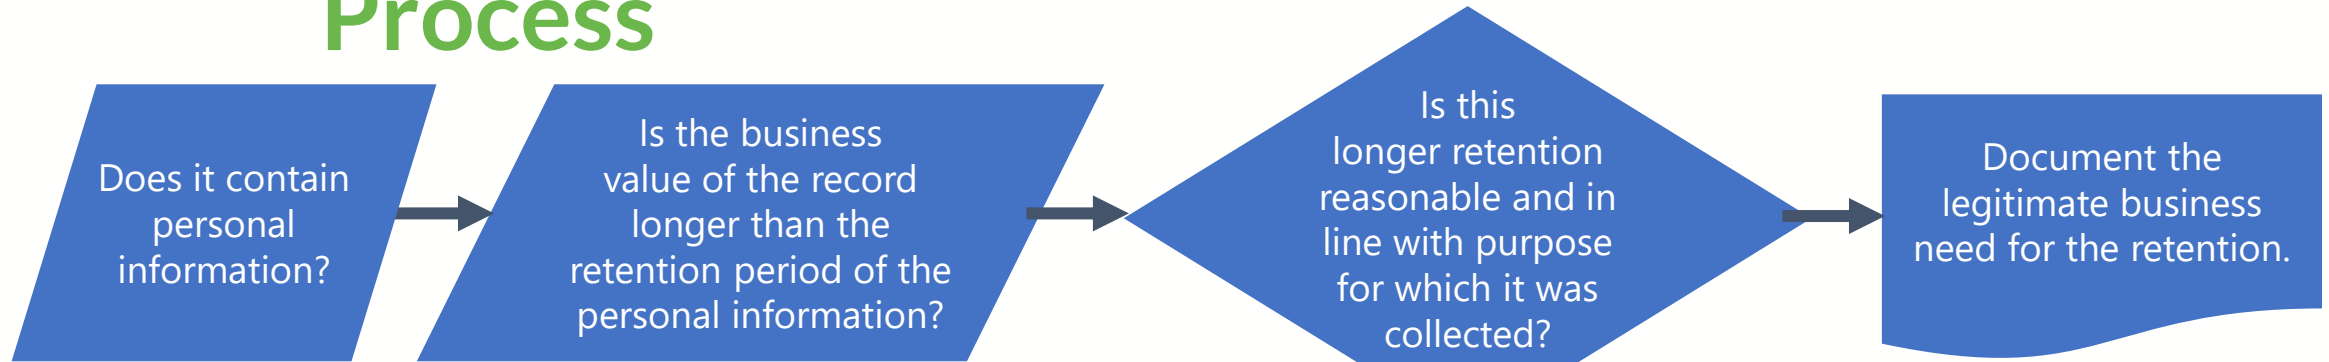 Process
Does it contain
personal
information?
Is the business
value of the record
longer than the
retention period of the
personal information?
Is this
longer retention
reasonable and in
line with purpose
for which it was
collected?
Document the
legitimate business
need for the retention.